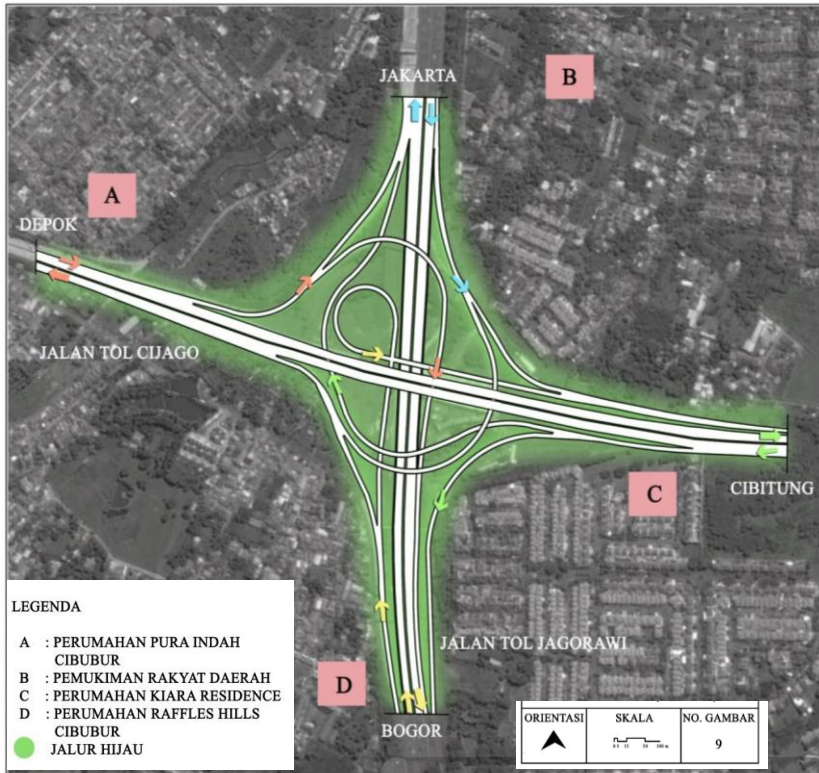 JAKARTA
B
A
DEPOK
JALAN TOL CIJAGO
C
CIBITUNG
JALAN TOL JAGORAWI
D
BOGOR
LEGENDA
A : PERUMAHAN PURA INDAH
CIBUBUR
B : PEMUKIMAN RAKYAT DAERAH
C : PERUMAHAN KIARA RESIDENCE
D : PERUMAHAN RAFFLES HILLS
CIBUBUR
JALUR HIJAU
ORIENTASI SKALA NO. GAMBAR
9